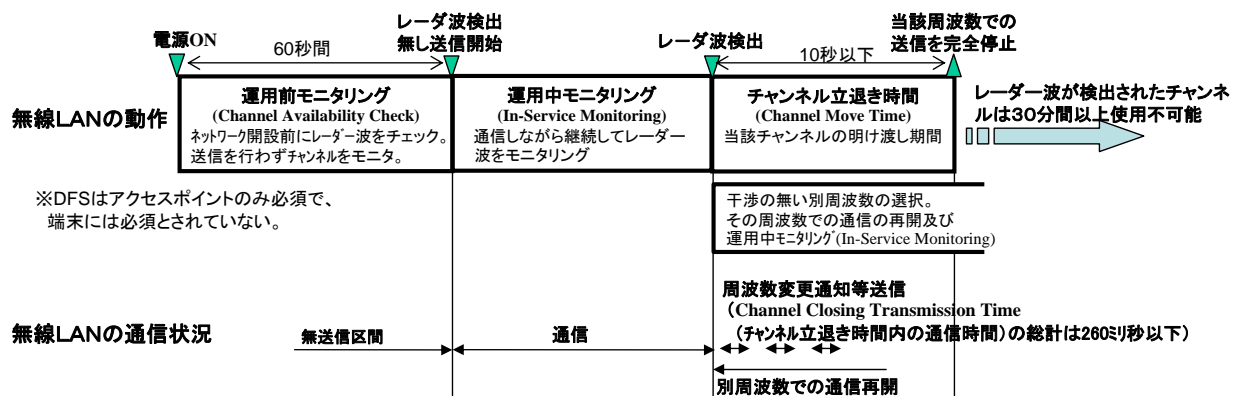 電源ON
60秒間
レーダ波検出
無し送信開始
レーダ波検出
10秒以下
当該周波数での
送信を完全停止
無線LANの動作
運用前モニタリング
(Channel Availability Check)
ネットワーク開設前にレーダー波をチェック。
送信を行わずチャンネルをモニタ。
運用中モニタリング
(In-Service Monitoring)
通信しながら継続してレーダー
波をモニタリング
チャンネル立退き時間
(Channel Move Time)
当該チャンネルの明け渡し期間
レーダー波が検出されたチャンネ
ルは30分間以上使用不可能
※DFSはアクセスポイントのみ必須で、
端末には必須とされていない。
干渉の無い別周波数の選択。
その周波数での通信の再開及び
運用中モニタリング(In-Service Monitoring)
無線LANの通信状況
無送信区間
通信
周波数変更通知等送信
(Channel Closing Transmission Time
(チャンネル立退き時間内の通信時間)の総計は260ミリ秒以下)
別周波数での通信再開